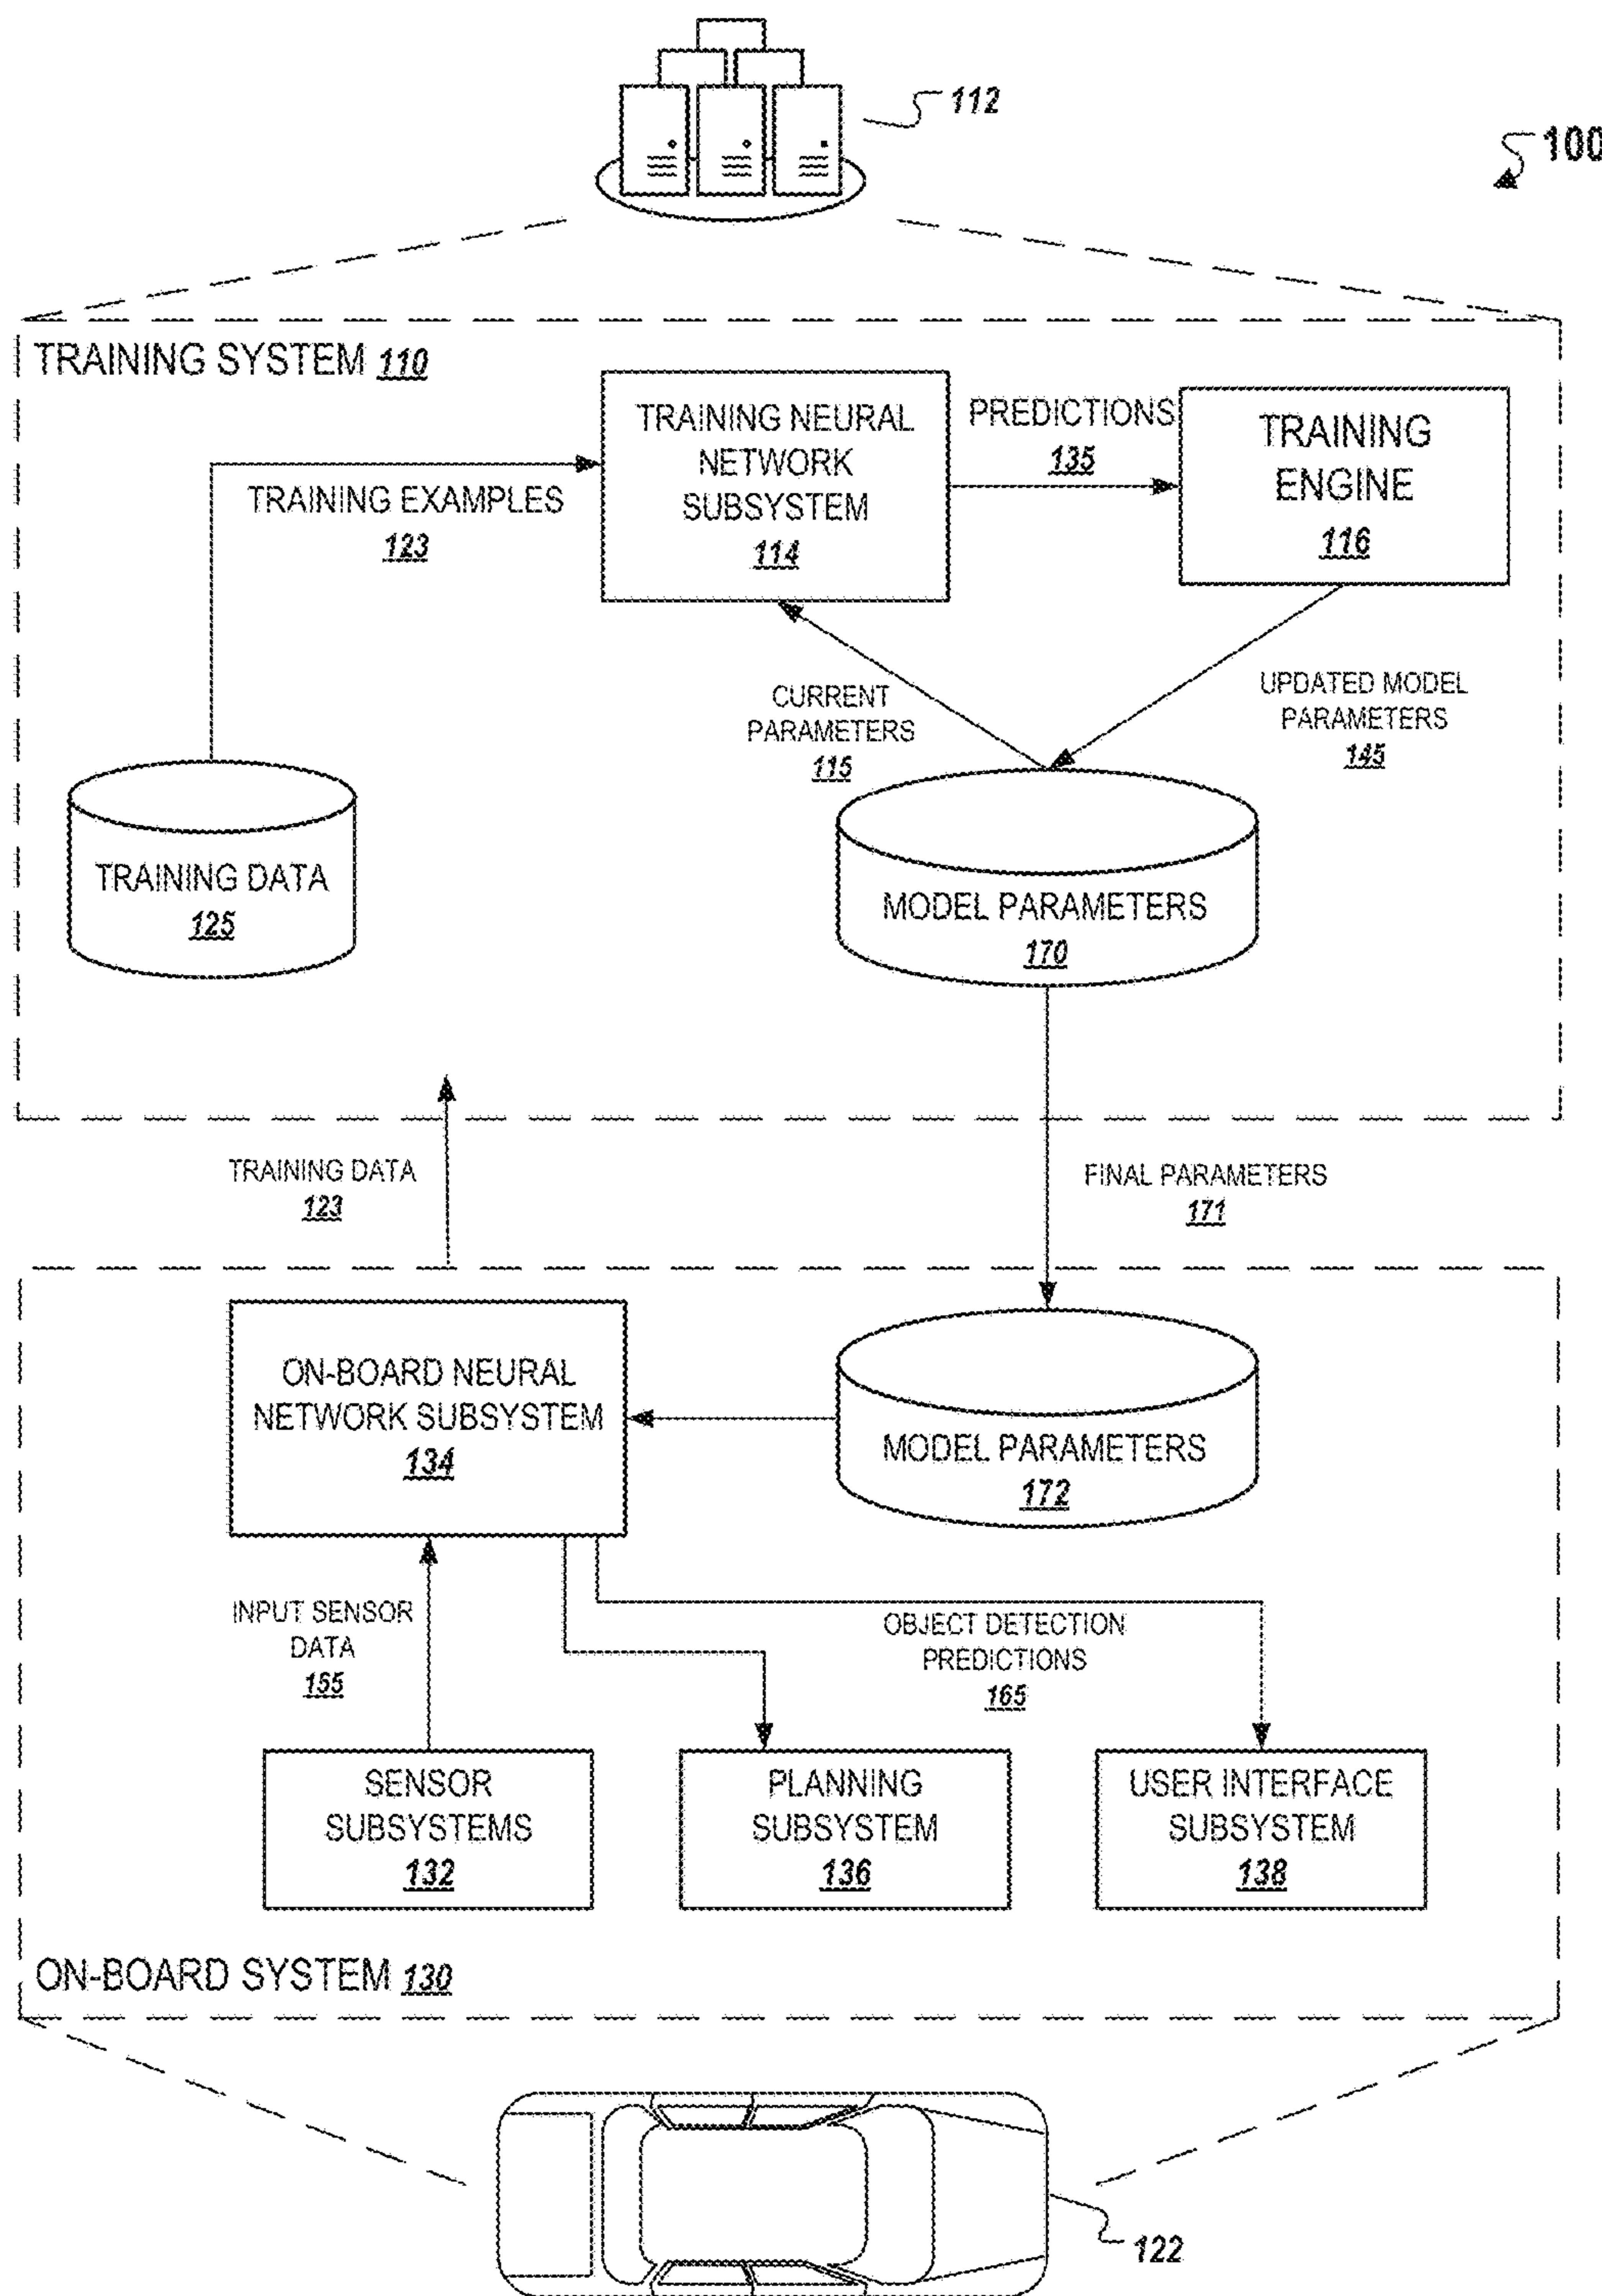 112
100
TRAINING SYSTEM 110
TRAINING NEURAL
NETWORK
SUBSYSTEM
114
PREDICTIONS
135
TRAINING
ENGINE
116
TRAINING EXAMPLES
123
CURRENT
PARAMETERS
115
UPDATED MODEL
PARAMETERS
145
TRAINING DATA
125
MODEL PARAMETERS
170
TRAINING DATA
123
FINAL PARAMETERS
171
ON-BOARD NEURAL
NETWORK SUBSYSTEM
134
MODEL PARAMETERS
172
INPUT SENSOR
DATA
155
OBJECT DETECTION
PREDICTIONS
165
SENSOR
SUBSYSTEMS
132
PLANNING
SUBSYSTEM
136
USER INTERFACE
SUBSYSTEM
138
ON-BOARD SYSTEM 130
122